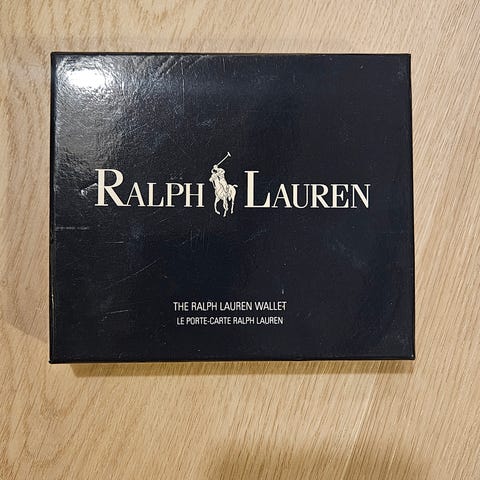 RALPH LAUREN
THE RALPH LAUREN WALLET
LE PORTE-CARTE RALPH LAUREN